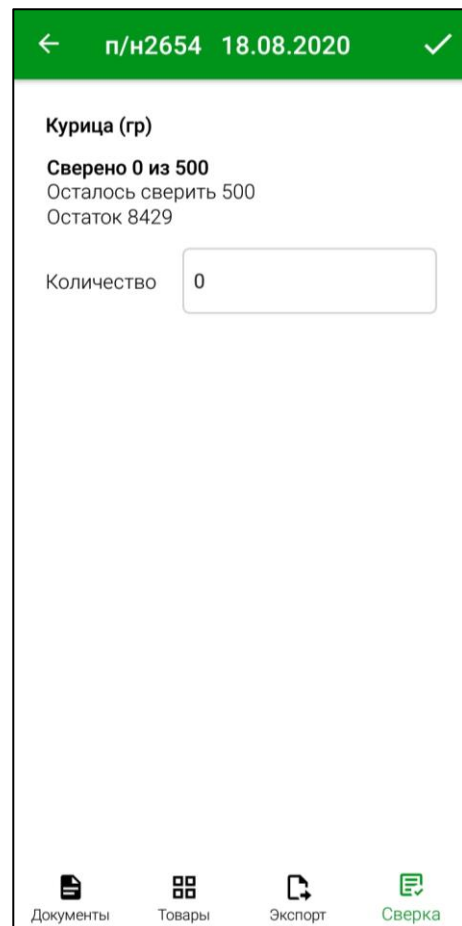 п/н2654 18.08.2020
Курица (гр)
Сверено 0 из 500
Осталось сверить 500
Остаток 8429
Количество 0
Документы Товары Экспорт Сверка